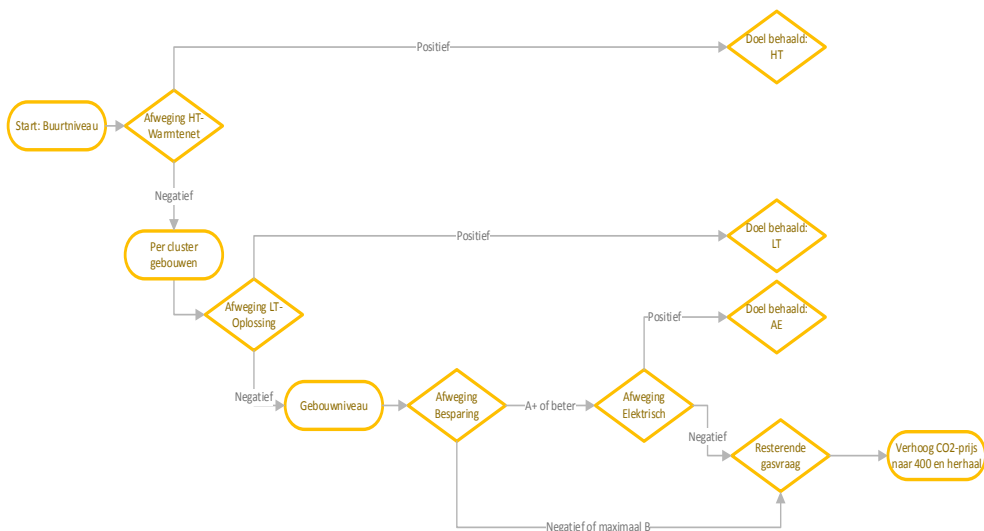 Positief
Doel behaald:
HT
Start: Buurtniveau
Afweging HT-
Warmtenet
Negatief
Per cluster
gebouwen
Positief
Doel behaald:
LT
Afweging LT-
Oplossing
Positief
Doel behaald:
AE
Negatief
Gebouwniveau
Afweging
Besparing
A+ of beter
Afweging
Elektrisch
Negatief
Resterende
gasvraag
Verhoog CO2-prijs
naar 400 en herhaal
Negatief of maximaal B